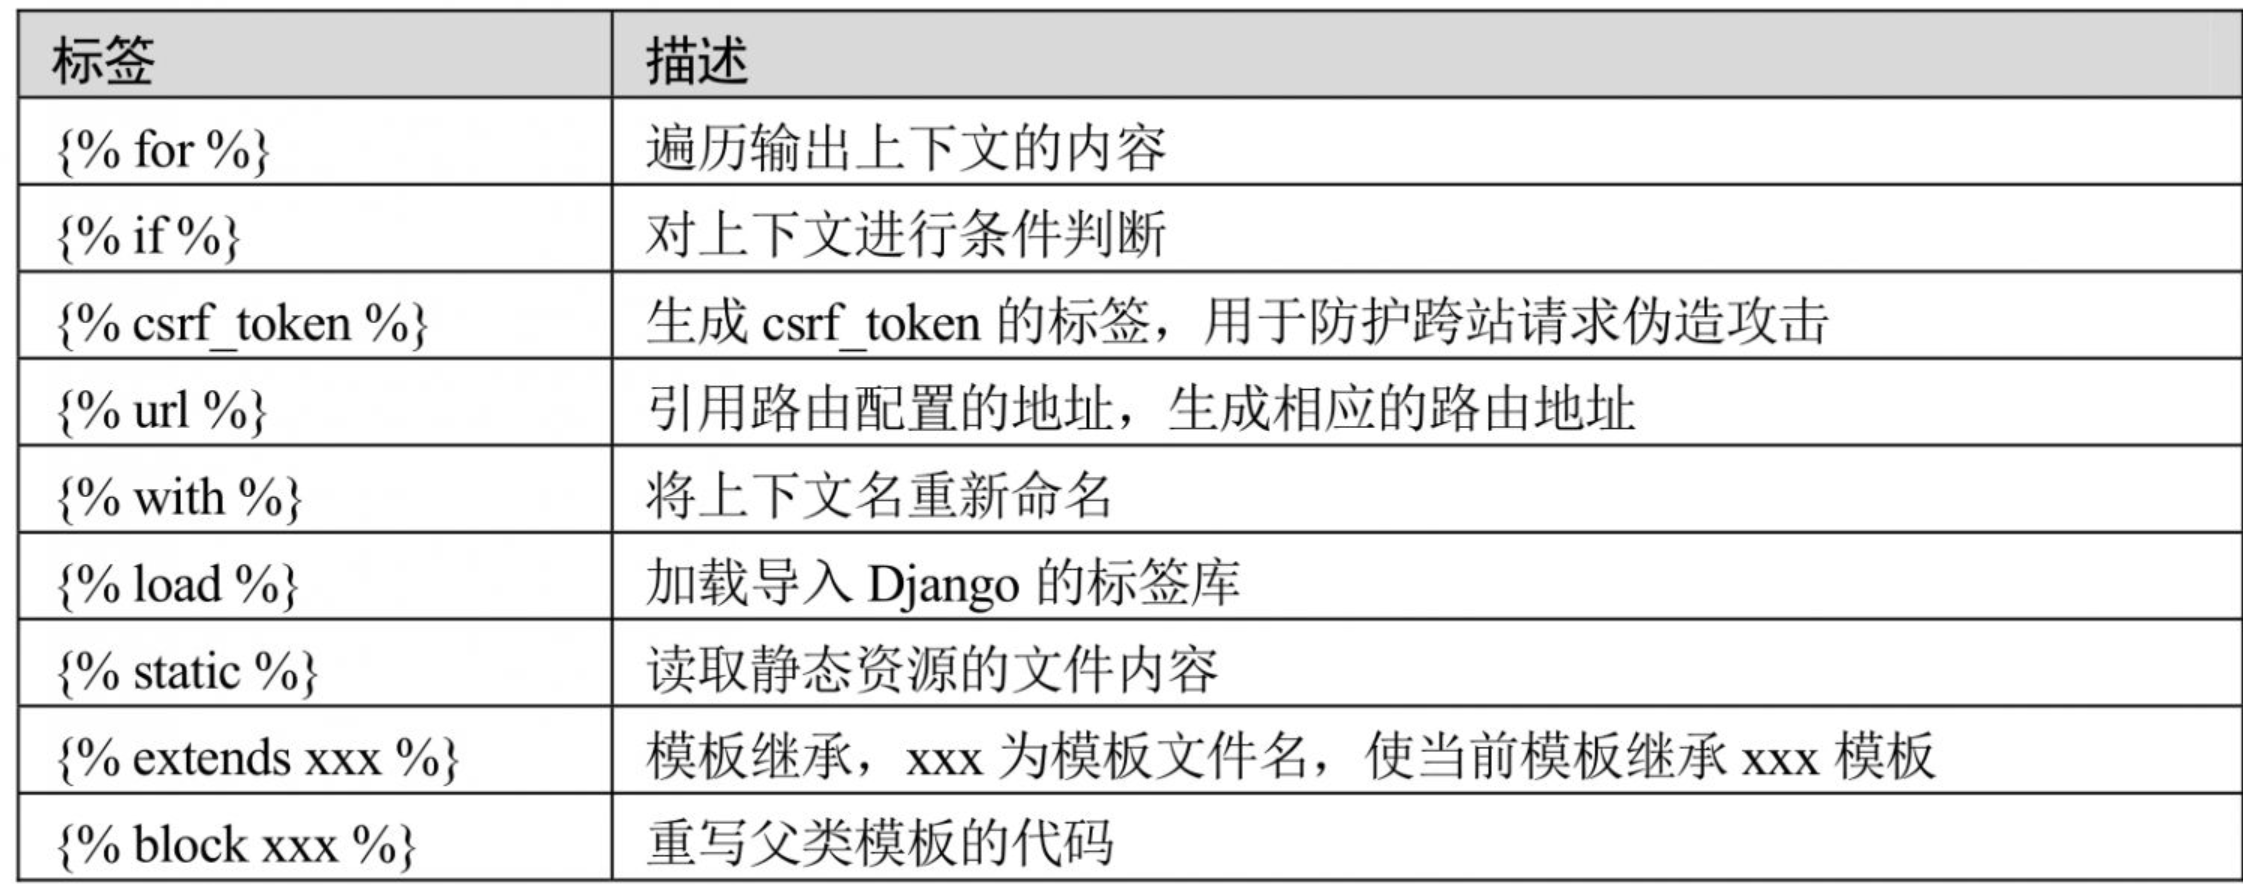 标签 描述
{% for %} 遍历输出上下文的内容
{% if %} 对上下文进行条件判断
{% csrf_token %} 生成 csrf_token 的标签，用于防护跨站请求伪造攻击
{% url %} 引用路由配置的地址，生成相应的路由地址
{% with %} 将上下文名重新命名
{% load %} 加载导入 Django 的标签库
{% static %} 读取静态资源的文件内容
{% extends xxx %} 模板继承，xxx 为模板文件名，使当前模板继承 xxx 模板
{% block xxx %} 重写父类模板的代码